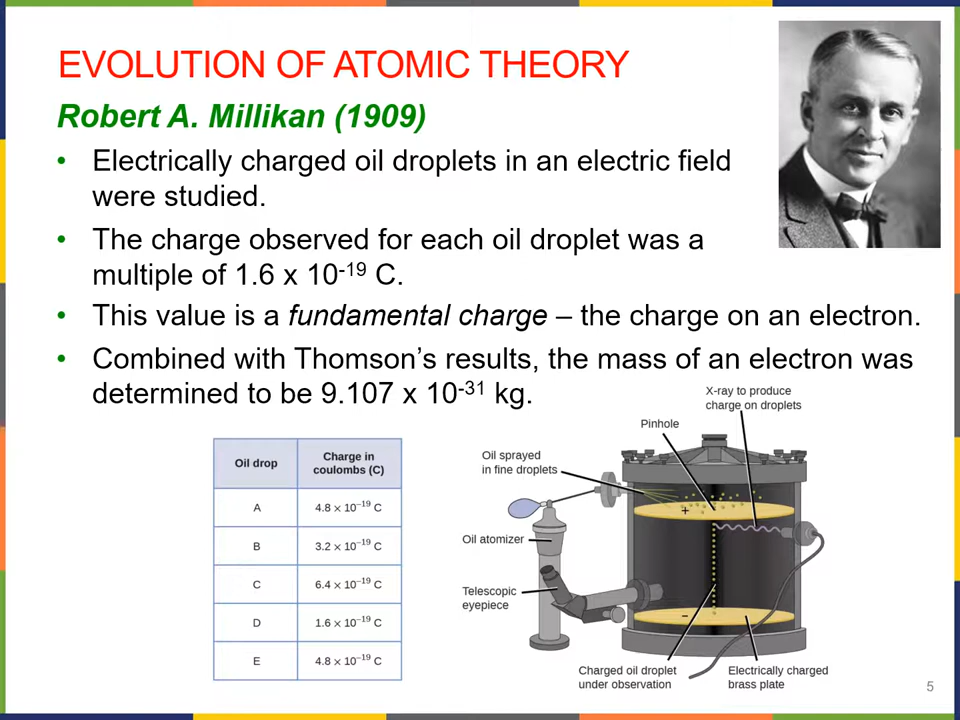 EVOLUTION OF ATOMIC THEORY
Robert A. Millikan (1909)
• Electrically charged oil droplets in an electric field
were studied.
• The charge observed for each oil droplet was a
multiple of 1.6 x 10⁻¹⁹ C.
• This value is a fundamental charge – the charge on an electron.
• Combined with Thomson’s results, the mass of an electron was
determined to be 9.107 x 10⁻³¹ kg.
Oil drop Charge in
coulombs (C)
A 4.8 × 10⁻¹⁹ C
B 3.2 × 10⁻¹⁹ C
C 6.4 × 10⁻¹⁹ C
D 1.6 × 10⁻¹⁹ C
E 4.8 × 10⁻¹⁹ C
X-ray to produce
charge on droplets
Pinhole
Oil sprayed
in fine droplets
+
Oil atomizer
Telescopic
eyepiece
-
Charged oil droplet
under observation
Electrically charged
brass plate
5